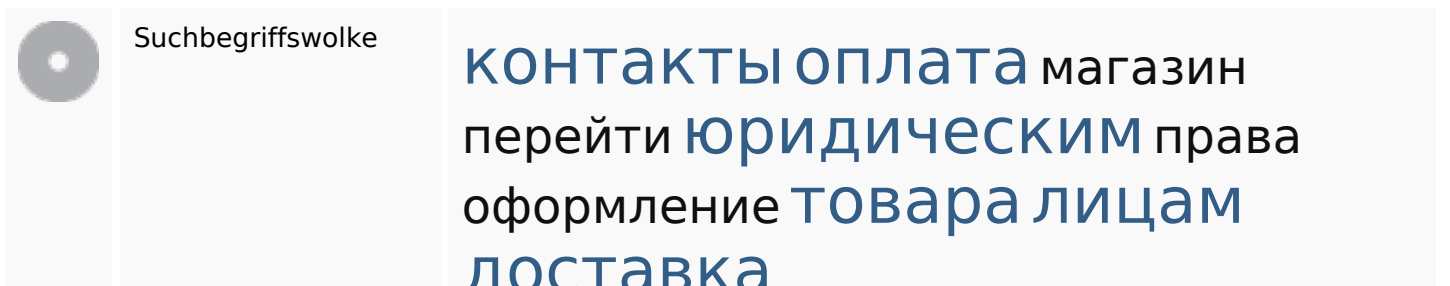 Suchbegriffswolke
контакты оплата магазин
перейти юридическим права
оформление товара лицам
доставка